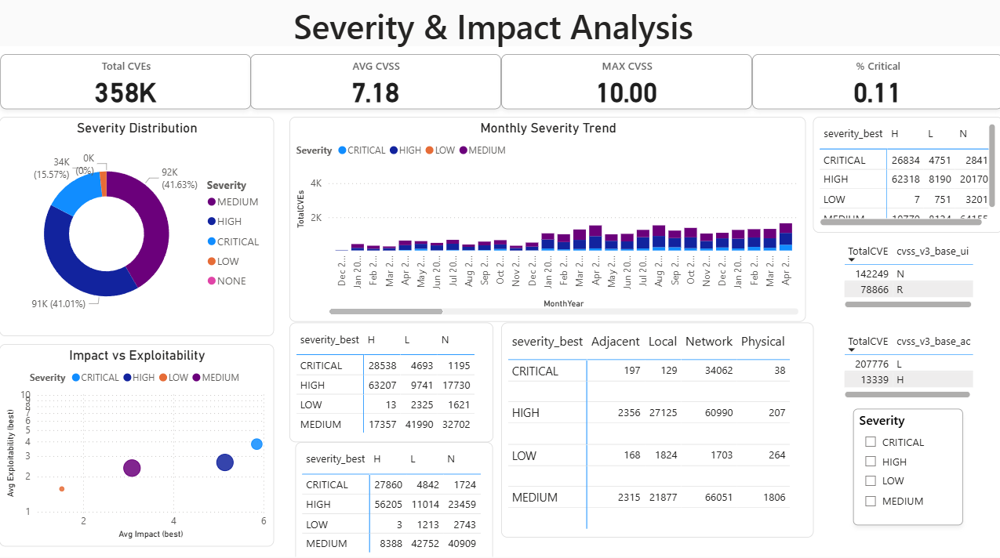 Severity & Impact Analysis
Total CVEs
358K
AVG CVSS
7.18
MAX CVSS
10.00
% Critical
0.11
Severity Distribution
0K
(0%)
34K
(15.57%)
92K
(41.63%)
91K (41.01%)
Severity
MEDIUM
HIGH
CRITICAL
LOW
NONE
Monthly Severity Trend
Severity CRITICAL HIGH LOW MEDIUM
TotalCVEs
4K
2K
Dec 2... Jan 20... Feb 2... Mar 2... Apr 2... May 2... Jun 20... Jul 20... Aug 2... Sep 2... Oct 2... Nov 2... Dec 2... Jan 20... Feb 2... Mar 2... Apr 2... May 2... Jun 20... Jul 20... Aug 2... Sep 2... Oct 2... Nov 2... Dec 2... Jan 20... Feb 2... Mar 2... Apr 2...
MonthYear
severity_best H L N
CRITICAL 26834 4751 2841
HIGH 62318 8190 20170
LOW 7 751 3201
MEDIUM
TotalCVE cvss_v3_base_ui
142249 N
78866 R
TotalCVE cvss_v3_base_ac
207776 L
13339 H
Severity
CRITICAL
HIGH
LOW
MEDIUM
Impact vs Exploitability
Severity CRITICAL HIGH LOW MEDIUM
Avg Exploitability (best)
10
9
8
7
6
5
4
3
2
1
2 4 6
Avg Impact (best)
severity_best H L N
CRITICAL 28538 4693 1195
HIGH 63207 9741 17730
LOW 13 2325 1621
MEDIUM 17357 41990 32702
severity_best H L N
CRITICAL 27860 4842 1724
HIGH 56205 11014 23459
LOW 3 1213 2743
MEDIUM 8388 42752 40909
severity_best Adjacent Local Network Physical
CRITICAL 197 129 34062 38
HIGH 2356 27125 60990 207
LOW 168 1824 1703 264
MEDIUM 2315 21877 66051 1806